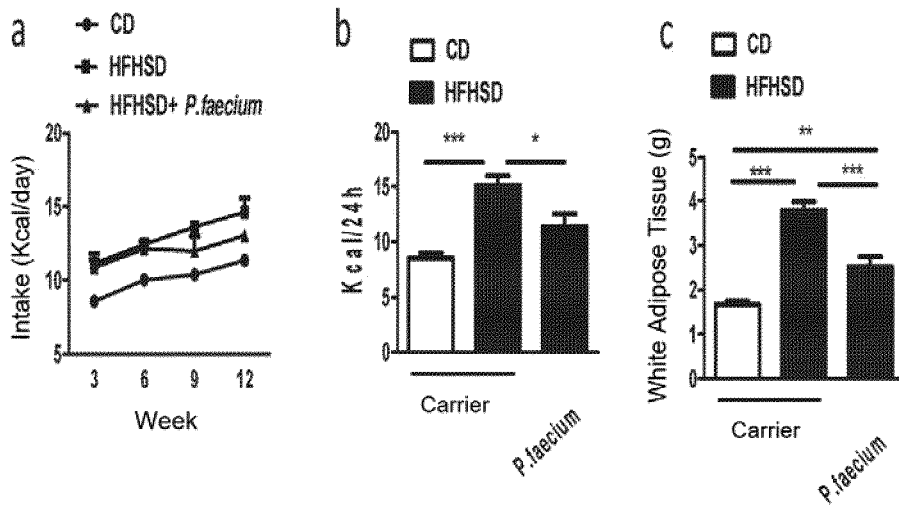 a
CD
HFHSD
HFHSD+ P.faecium
Intake (Kcal/day)
20
15
10
5
3 6 9 12
Week
b
CD
HFHSD
Kcal/24h
20
15
10
5
0
*** *
Carrier
P.faecium
c
CD
HFHSD
White Adipose Tissue (g)
5
4
3
2
1
0
**
*** ***
Carrier
P.faecium